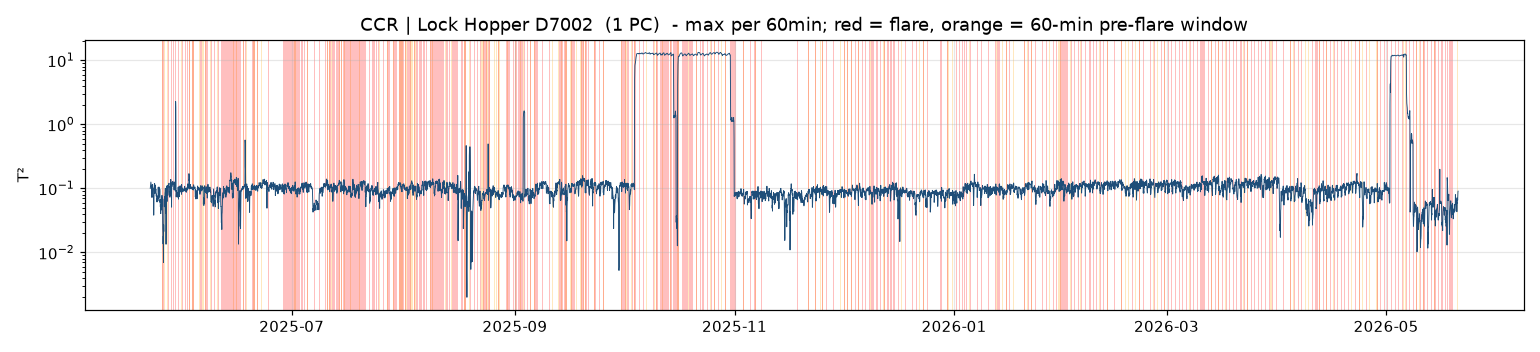 CCR | Lock Hopper D7002  (1 PC)  - max per 60min; red = flare, orange = 60-min pre-flare window
T²
10¹
10⁰
10⁻¹
10⁻²
2025-07 2025-09 2025-11 2026-01 2026-03 2026-05